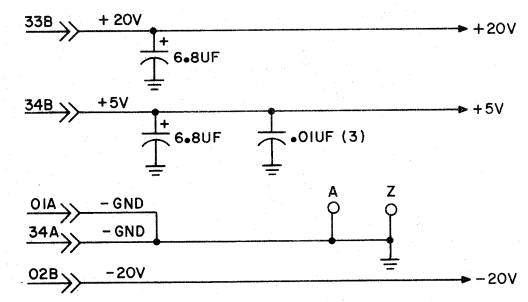 33B +20V +20V
+
6.8UF
34B +5V +5V
+
6.8UF .01UF (3)
A Z
01A -GND
34A -GND
02B -20V -20V